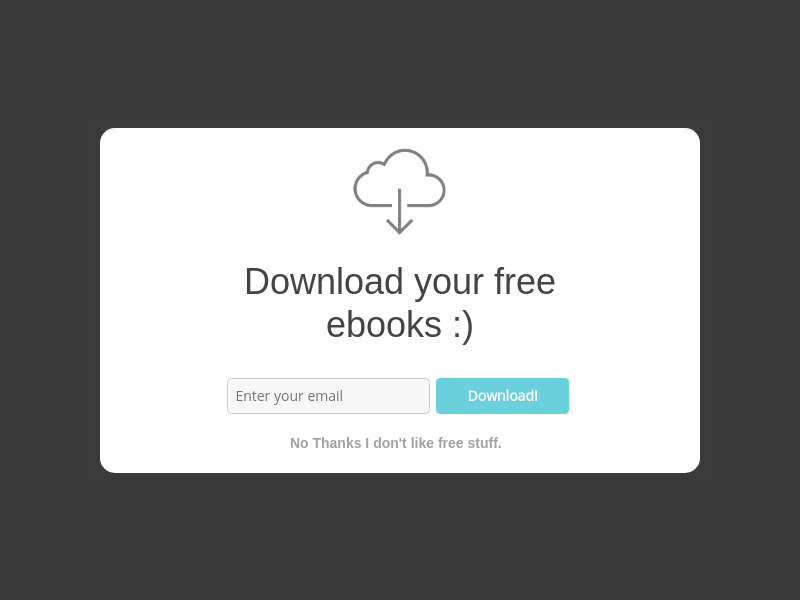 Download your free
ebooks :)
Enter your email
Download!
No Thanks I don't like free stuff.